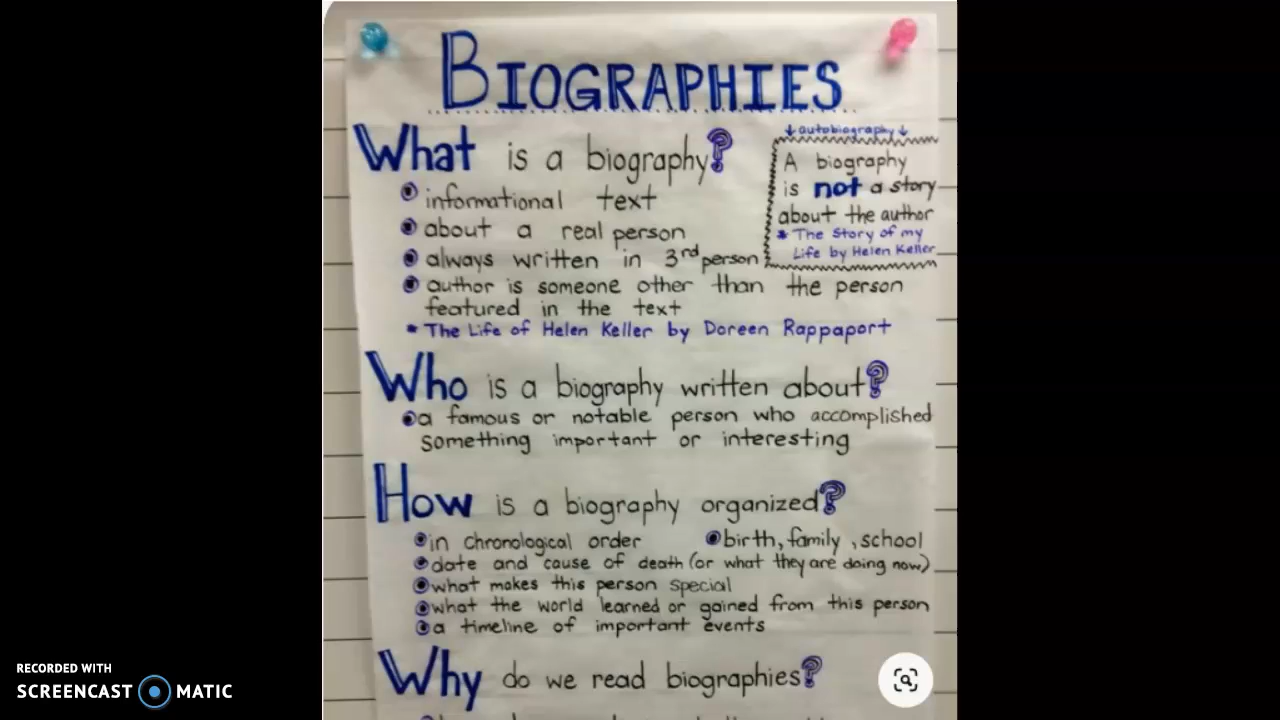 BIOGRAPHIES
What is a biography?
informational text
about a real person
always written in 3rd person
author is someone other than the person
featured in the text
* The Life of Helen Keller by Doreen Rappaport
↓ autobiography ↓
A biography
is not a story
about the author
* The Story of my
Life by Helen Keller
Who is a biography written about?
a famous or notable person who accomplished
something important or interesting
How is a biography organized?
in chronological order
birth, family, school
date and cause of death (or what they are doing now)
what makes this person special
what the world learned or gained from this person
a timeline of important events
Why do we read biographies?
RECORDED WITH
SCREENCAST MATIC